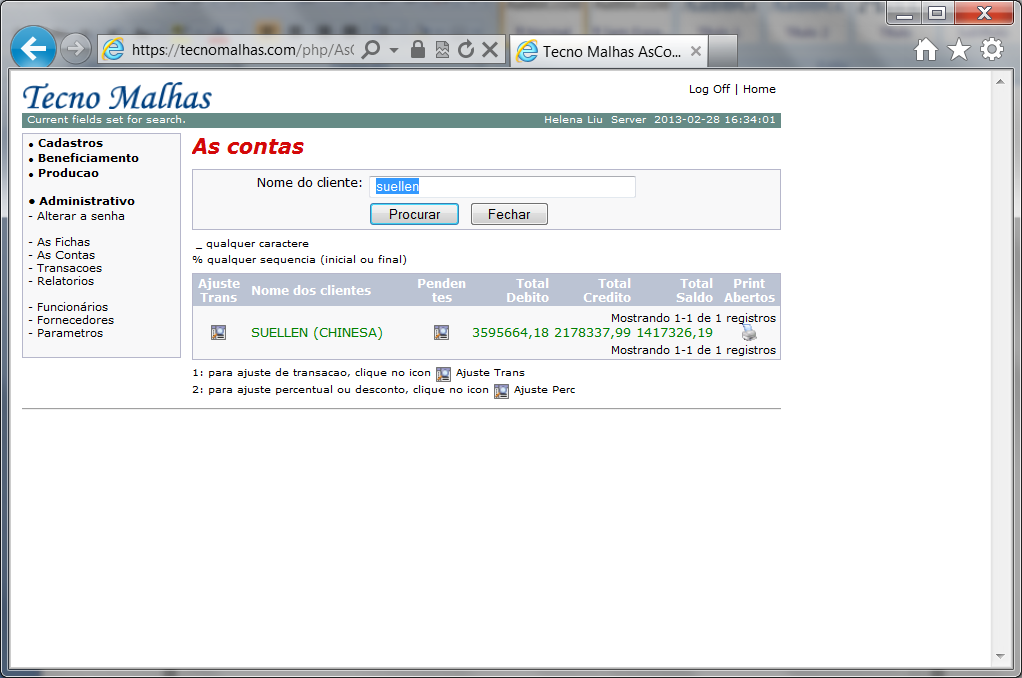 https://tecnomalhas.com/php/AsC
Tecno Malhas AsCo...
Tecno Malhas
Log Off | Home
Current fields set for search.
Helena Liu Server 2013-02-28 16:34:01
• Cadastros
• Beneficiamento
• Producao
• Administrativo
- Alterar a senha
- As Fichas
- As Contas
- Transacoes
- Relatorios
- Funcionários
- Fornecedores
- Parametros
As contas
Nome do cliente: suellen
Procurar Fechar
_ qualquer caractere
% qualquer sequencia (inicial ou final)
Ajuste Trans Nome dos clientes Penden tes Total Debito Total Credito Total Saldo Print Abertos
Mostrando 1-1 de 1 registros
SUELLEN (CHINESA) 3595664,18 2178337,99 1417326,19
Mostrando 1-1 de 1 registros
1: para ajuste de transacao, clique no icon Ajuste Trans
2: para ajuste percentual ou desconto, clique no icon Ajuste Perc